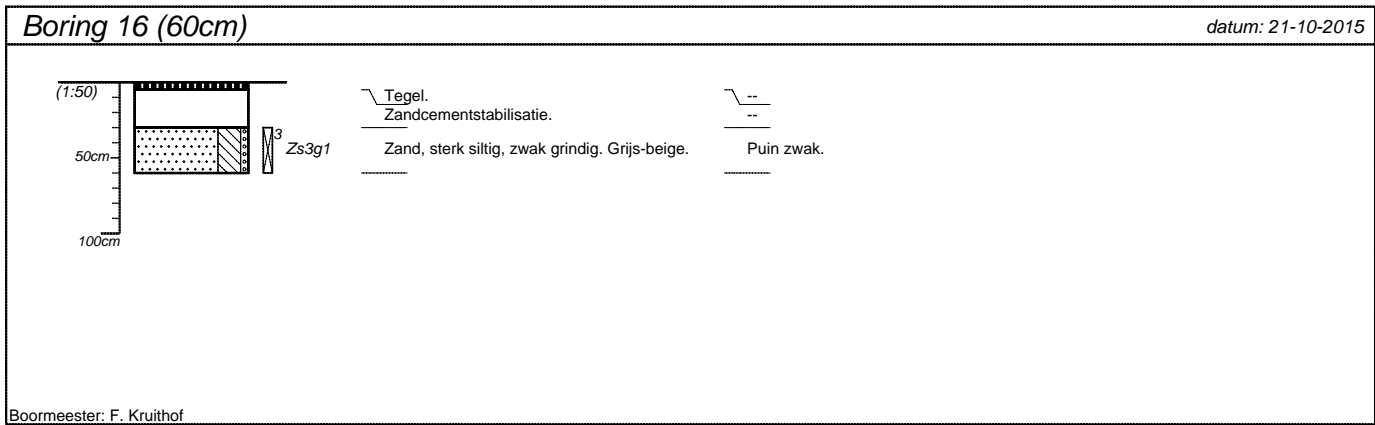 Boring 16 (60cm)
datum: 21-10-2015
(1:50)
Tegel.
--
Zandcementstabilisatie.
--
3
50cm
Zs3g1
Zand, sterk siltig, zwak grindig. Grijs-beige.
Puin zwak.
100cm
Boormeester: F. Kruithof